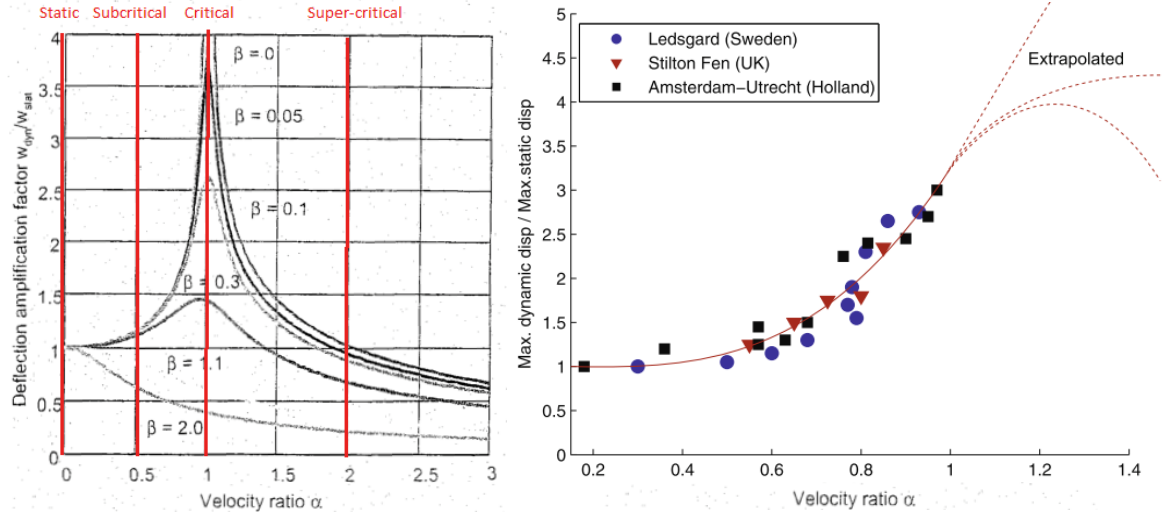 Static Subcritical Critical Super-critical
4
3.5
3
2.5
2
1.5
1
0.5
0
β = 0
β = 0.05
β = 0.1
β = 0.3
β = 1.1
β = 2.0
0 0.5 1 1.5 2 2.5 3
Deflection amplification factor w_dyn/w_stat
Velocity ratio α
5
4.5
4
3.5
3
2.5
2
1.5
1
0.5
0
Ledsgard (Sweden)
Stilton Fen (UK)
Amsterdam–Utrecht (Holland)
Extrapolated
0.2 0.4 0.6 0.8 1 1.2 1.4
Max. dynamic disp / Max.static disp
Velocity ratio α